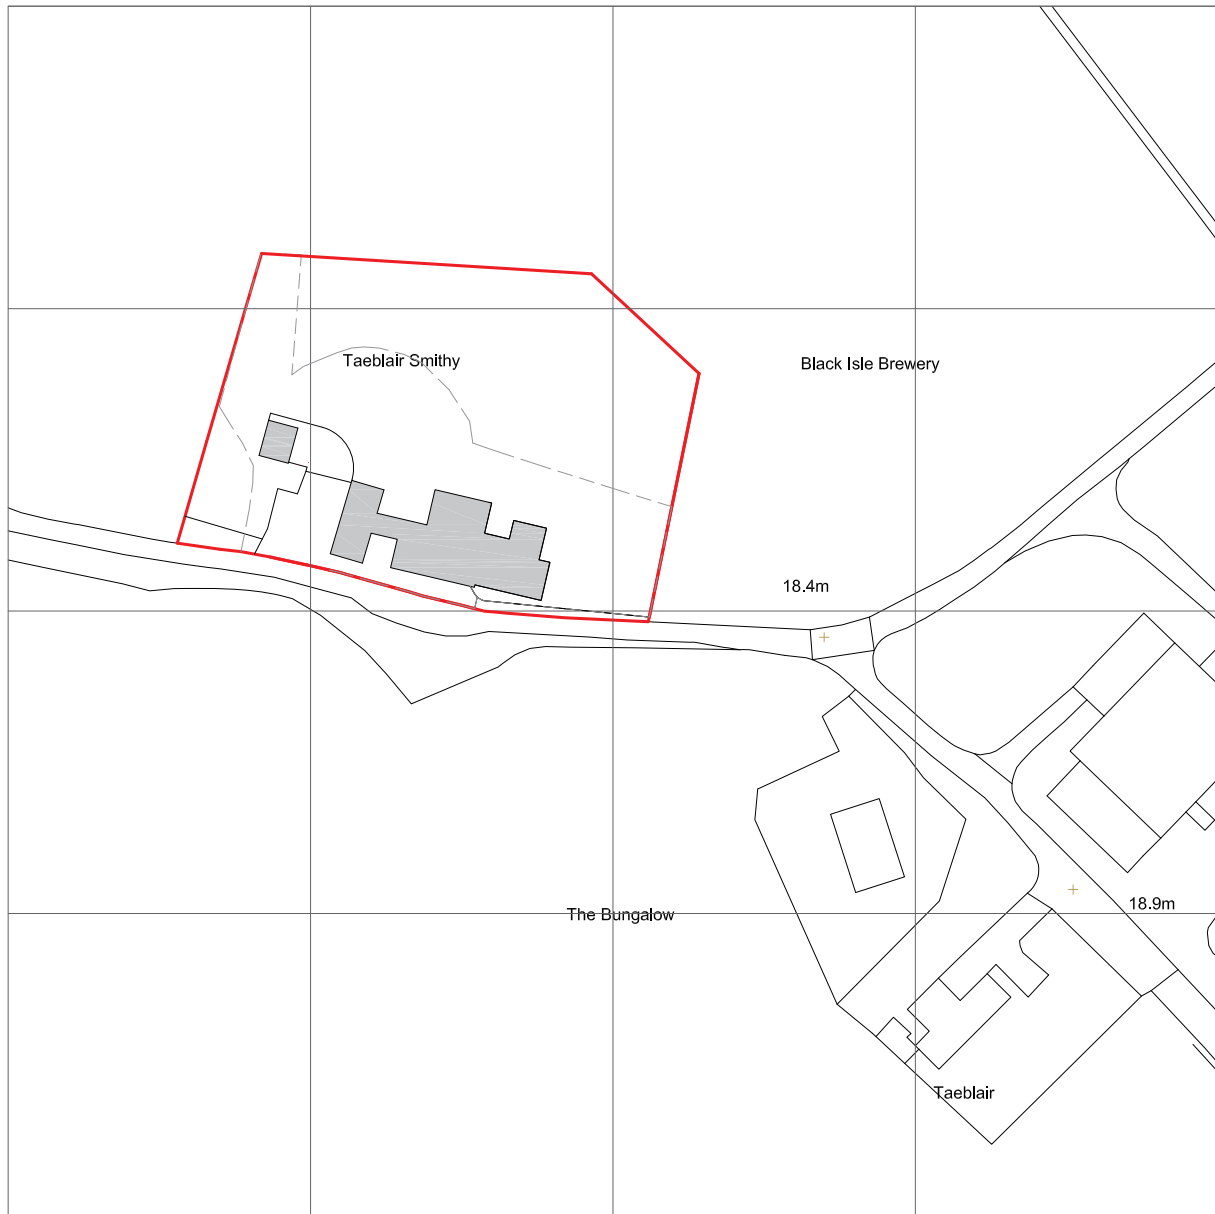 Taeblair Smithy
Black Isle Brewery
18.4m
The Bungalow
18.9m
Taeblair